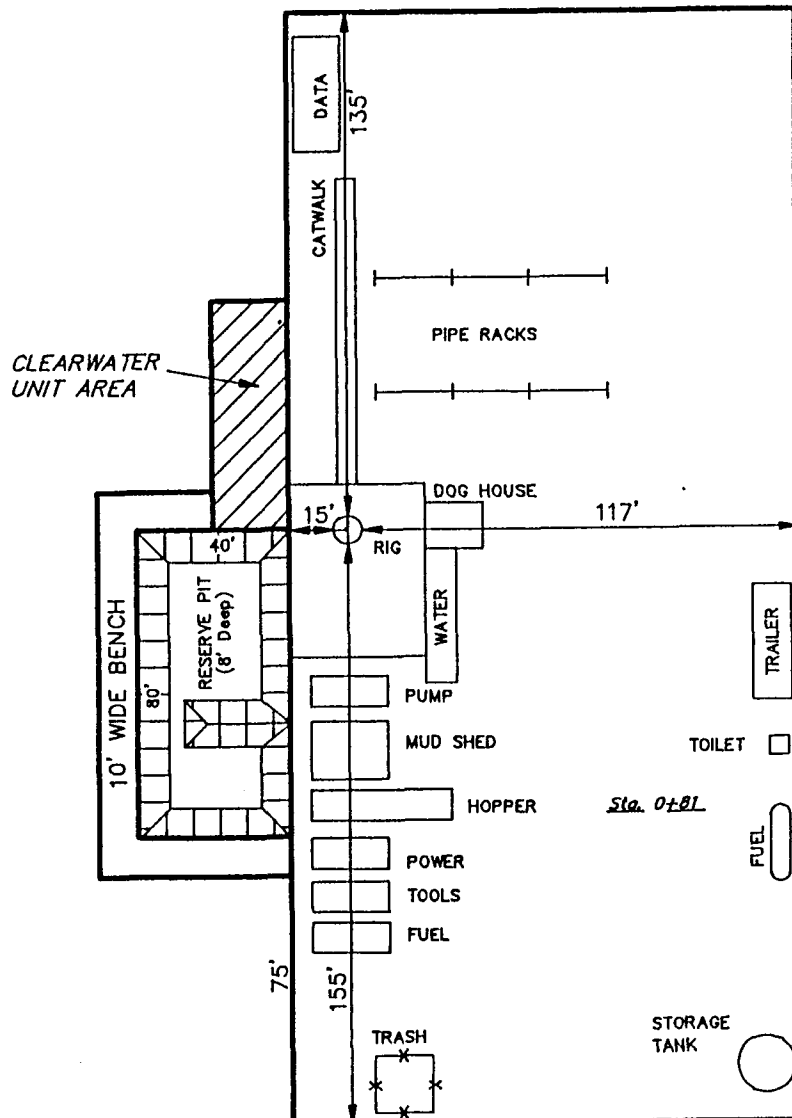 DATA
135'
CATWALK
PIPE RACKS
CLEARWATER
UNIT AREA
DOG HOUSE
15'
117'
RIG
40'
RESERVE PIT
(8' Deep)
WATER
TRAILER
10' WIDE BENCH
80'
PUMP
MUD SHED
TOILET
HOPPER
Sta. 0+81
FUEL
POWER
TOOLS
FUEL
75'
155'
TRASH
STORAGE
TANK